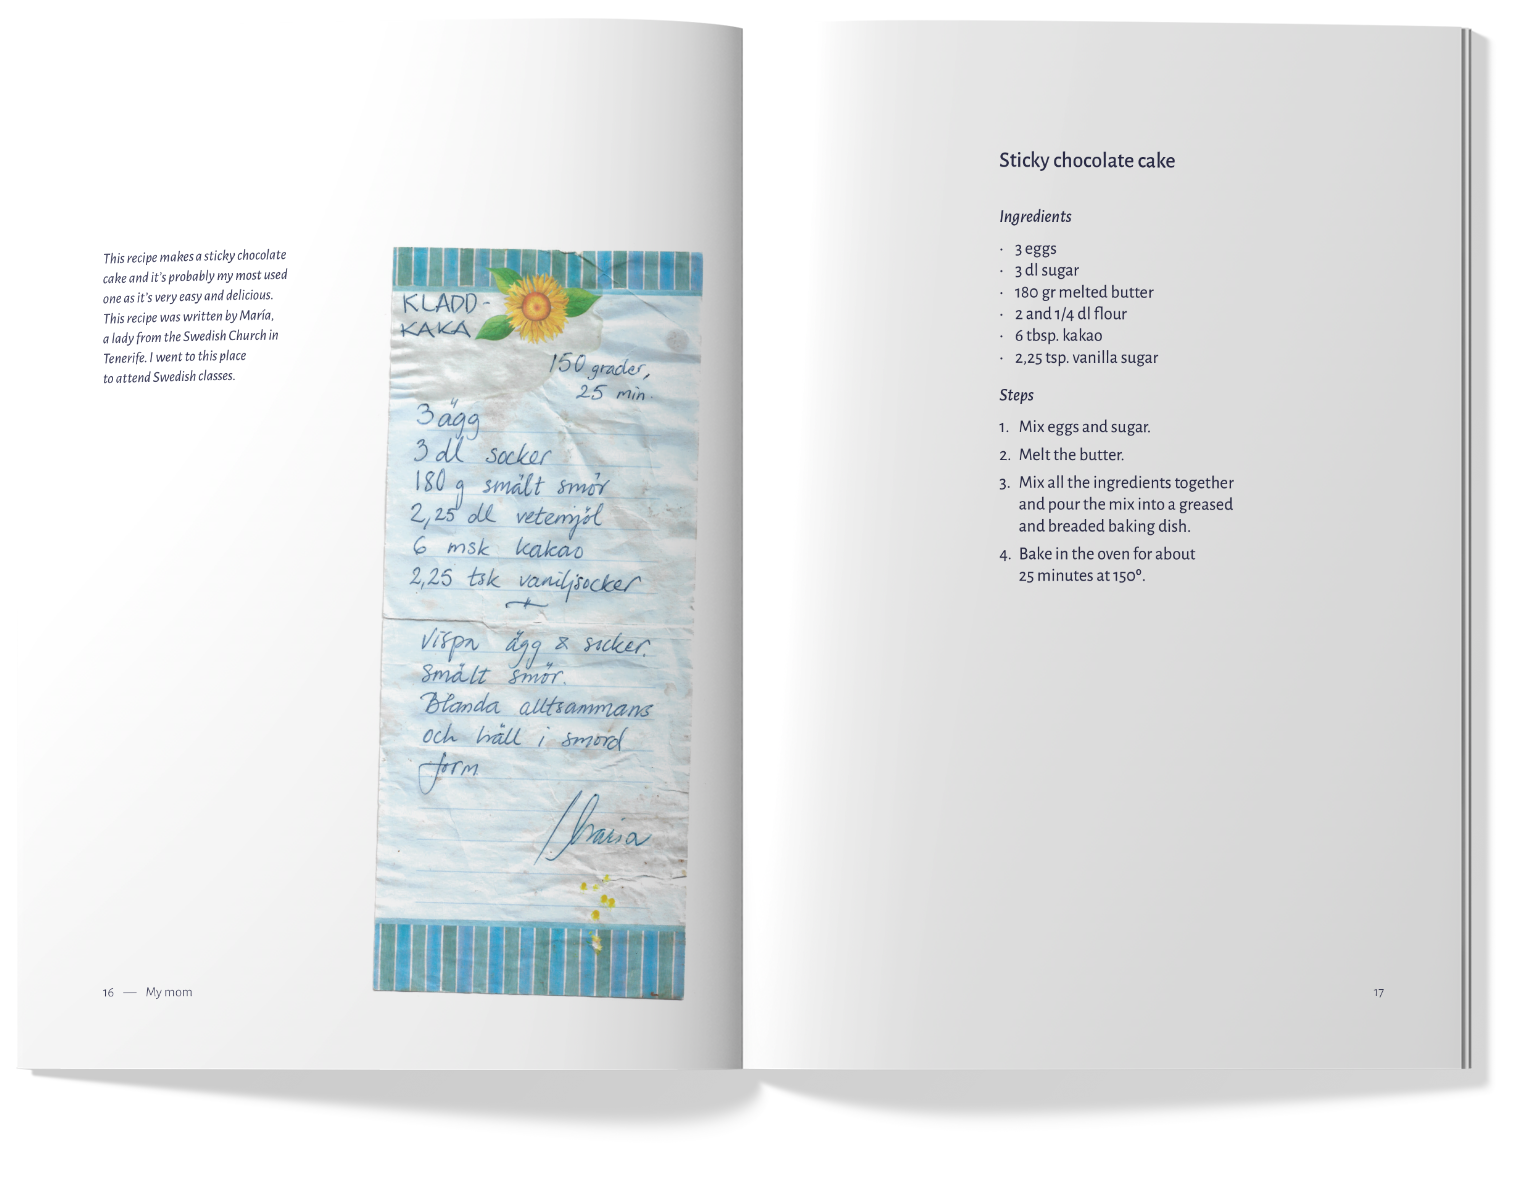 This recipe makes a sticky chocolate
cake and it's probably my most used
one as it's very easy and delicious.
This recipe was written by María,
a lady from the Swedish Church in
Tenerife. I went to this place
to attend Swedish classes.
KLADD-
KAKA
150 grader,
25 min.
3 ägg
3 dl socker
180 g smält smör
2,25 dl vetemjöl
6 msk kakao
2,25 tsk vaniljsocker
Vispa ägg & socker.
Smält smör.
Blanda alltsammans
och häll i smord
form
Maria
16 — My mom
Sticky chocolate cake
Ingredients
· 3 eggs
· 3 dl sugar
· 180 gr melted butter
· 2 and 1/4 dl flour
· 6 tbsp. kakao
· 2,25 tsp. vanilla sugar
Steps
1. Mix eggs and sugar.
2. Melt the butter.
3. Mix all the ingredients together
and pour the mix into a greased
and breaded baking dish.
4. Bake in the oven for about
25 minutes at 150º.
17